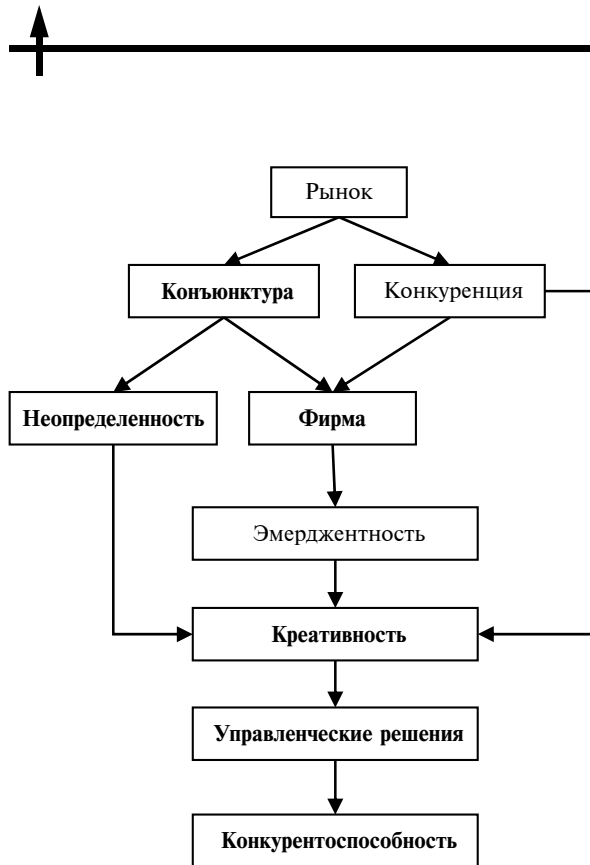 Рынок
Конъюнктура
Конкуренция
Неопределенность
Фирма
Эмерджентность
Креативность
Управленческие решения
Конкурентоспособность